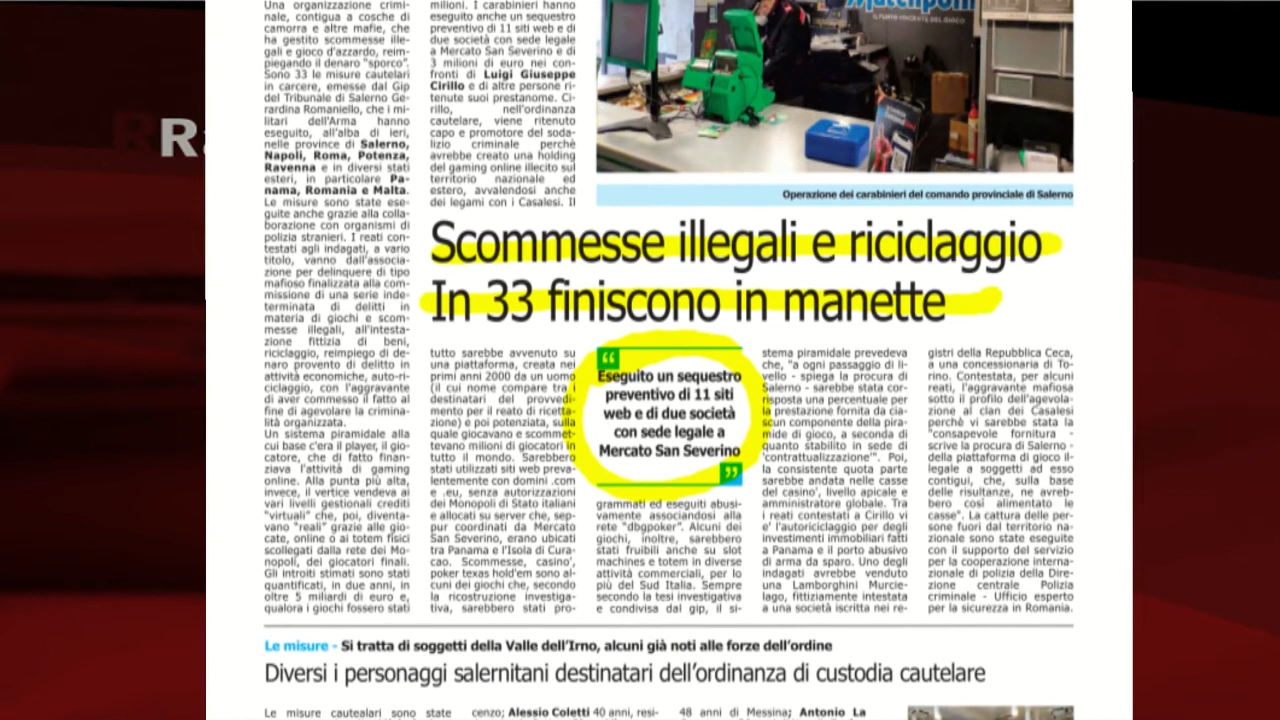 Una organizzazione crimi-
nale, contigua a cosche di
camorra e altre mafie, che
ha gestito scommesse ille-
gali e gioco d'azzardo, reim-
piegando il denaro "sporco".
Sono 33 le misure cautelari
in carcere, emesse dal Gip
del Tribunale di Salerno Ge-
rardina Romaniello, che i mi-
litari dell'Arma hanno
eseguito, all'alba di ieri,
nelle province di Salerno,
Napoli, Roma, Potenza,
Ravenna e in diversi stati
esteri, in particolare Pa-
nama, Romania e Malta.
Le misure sono state ese-
guite anche grazie alla colla-
borazione con organismi di
polizia stranieri. I reati con-
testati agli indagati, a vario
titolo, vanno dall'associa-
zione per delinquere di tipo
mafioso finalizzata alla com-
missione di una serie inde-
terminata di delitti in
materia di giochi e scom-
messe illegali, all'intesta-
zione fittizia di beni,
riciclaggio, reimpiego di de-
naro provento di delitto in
attività economiche, auto-ri-
ciclaggio, con l'aggravante
di aver commesso il fatto al
fine di agevolare la crimina-
lità organizzata.
Un sistema piramidale alla
cui base c'era il player, il gio-
catore, che di fatto finan-
ziava l'attività di gaming
online. Alla punta più alta,
invece, il vertice vendeva ai
vari livelli gestionali crediti
"virtuali" che, poi, diventa-
vano "reali" grazie alle gio-
cate, online o ai totem fisici
scollegati dalla rete dei Mo-
nopoli, dei giocatori finali.
Gli introiti stimati sono stati
quantificati, in due anni, in
oltre 5 miliardi di euro e,
qualora i giochi fossero stati
milioni. I carabinieri hanno
eseguito anche un sequestro
preventivo di 11 siti web e di
due società con sede legale
a Mercato San Severino e di
3 milioni di euro nei con-
fronti di Luigi Giuseppe
Cirillo e di altre persone ri-
tenute suoi prestanome. Ci-
rillo, nell'ordinanza
cautelare, viene ritenuto
capo e promotore del soda-
lizio criminale perchè
avrebbe creato una holding
del gaming online illecito sul
territorio nazionale ed
estero, avvalendosi anche
dei legami con i Casalesi. Il
Operazione dei carabinieri del comando provinciale di Salerno
Scommesse illegali e riciclaggio
In 33 finiscono in manette
tutto sarebbe avvenuto su
una piattaforma, creata nei
primi anni 2000 da un uomo
(il cui nome compare tra i
destinatari del provvedi-
mento per il reato di ricetta-
zione) e poi potenziata, sulla
quale giocavano e scommet-
tevano milioni di giocatori in
tutto il mondo. Sarebbero
stati utilizzati siti web preva-
lentemente con domini .com
e .eu, senza autorizzazioni
dei Monopoli di Stato italiani
e allocati su server che, sep-
pur coordinati da Mercato
San Severino, erano ubicati
tra Panama e l'Isola di Cura-
cao. Scommesse, casino',
poker texas hold'em sono al-
cuni dei giochi che, secondo
la ricostruzione investiga-
tiva, sarebbero stati pro-
“
Eseguito un sequestro
preventivo di 11 siti
web e di due società
con sede legale a
Mercato San Severino
”
grammati ed eseguiti abusi-
vamente associandosi alla
rete "dbgpoker". Alcuni dei
giochi, inoltre, sarebbero
stati fruibili anche su slot
machines e totem in diverse
attività commerciali, per lo
più del Sud Italia. Sempre
secondo la tesi investigativa
e condivisa dal gip, il si-
stema piramidale prevedeva
che, "a ogni passaggio di li-
vello - spiega la procura di
Salerno - sarebbe stata cor-
risposta una percentuale per
la prestazione fornita da cia-
scun componente della pira-
mide di gioco, a seconda di
quanto stabilito in sede di
'contrattualizzazione'". Poi,
la consistente quota parte
sarebbe andata nelle casse
del casino', livello apicale e
amministratore globale. Tra
i reati contestati a Cirillo vi
e' l'autoriciclaggio per degli
investimenti immobiliari fatti
a Panama e il porto abusivo
di arma da sparo. Uno degli
indagati avrebbe venduto
una Lamborghini Murcie-
lago, fittiziamente intestata
a una società iscritta nei re-
gistri della Repubblica Ceca,
a una concessionaria di To-
rino. Contestata, per alcuni
reati, l'aggravante mafiosa
sotto il profilo dell'agevola-
zione al clan dei Casalesi
perchè vi sarebbe stata la
"consapevole fornitura -
scrive la procura di Salerno -
della piattaforma di gioco il-
legale a soggetti ad esso
contigui, che, sulla base
delle risultanze, ne avreb-
bero così alimentato le
casse". La cattura delle per-
sone fuori dal territorio na-
zionale sono state eseguite
con il supporto del servizio
per la cooperazione interna-
zionale di polizia della Dire-
zione centrale Polizia
criminale - Ufficio esperto
per la sicurezza in Romania.
Le misure - Si tratta di soggetti della Valle dell'Irno, alcuni già noti alle forze dell'ordine
Diversi i personaggi salernitani destinatari dell'ordinanza di custodia cautelare
Le misure cautealari sono state
cenzo; Alessio Coletti 40 anni, resi-
48 anni di Messina; Antonio La